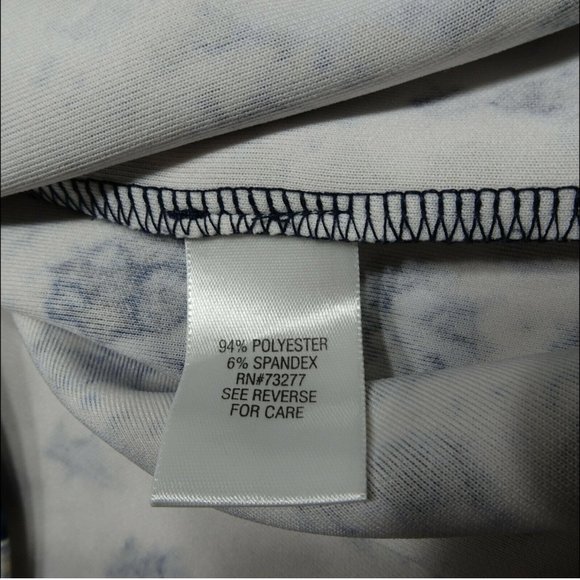 94% POLYESTER
6% SPANDEX
RN#73277
SEE REVERSE
FOR CARE